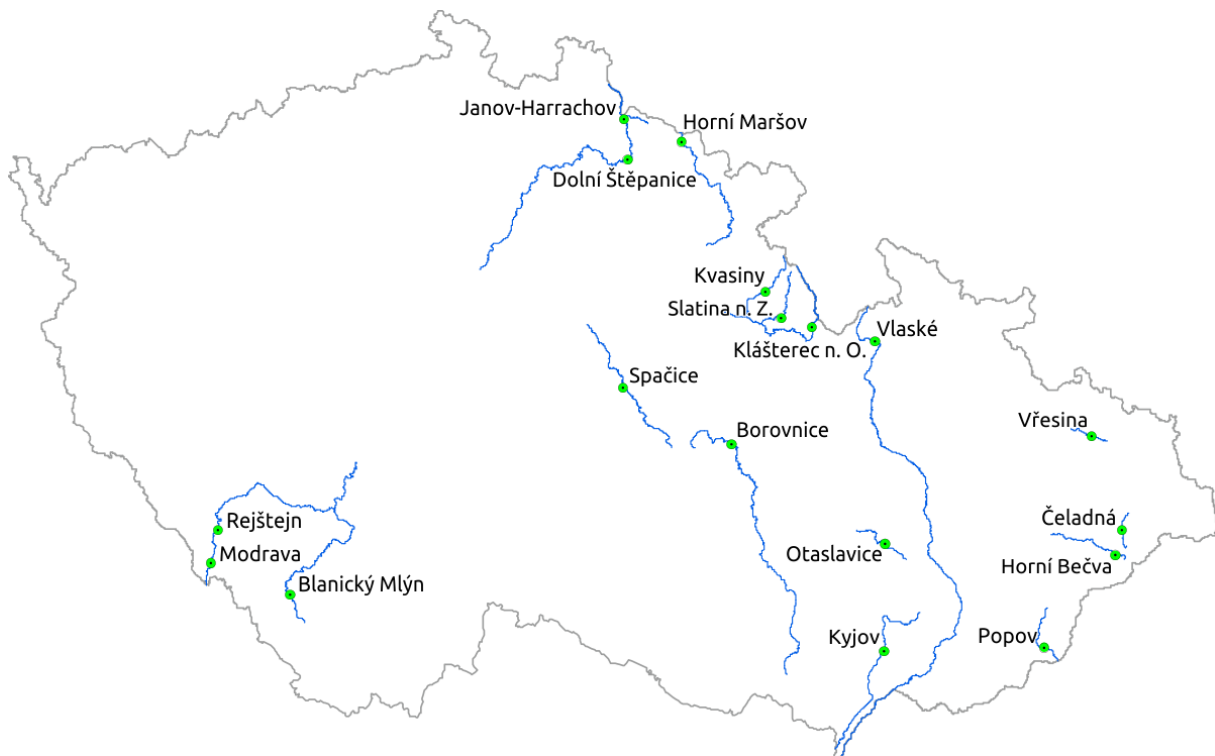 Janov-Harrachov
Horní Maršov
Dolní Štěpanice
Kvasiny
Slatina n. Z.
Klášterec n. O.
Vlaské
Spačice
Borovnice
Vřesina
Rejštejn
Čeladná
Otaslavice
Modrava
Horní Bečva
Blanický Mlýn
Kyjov
Popov